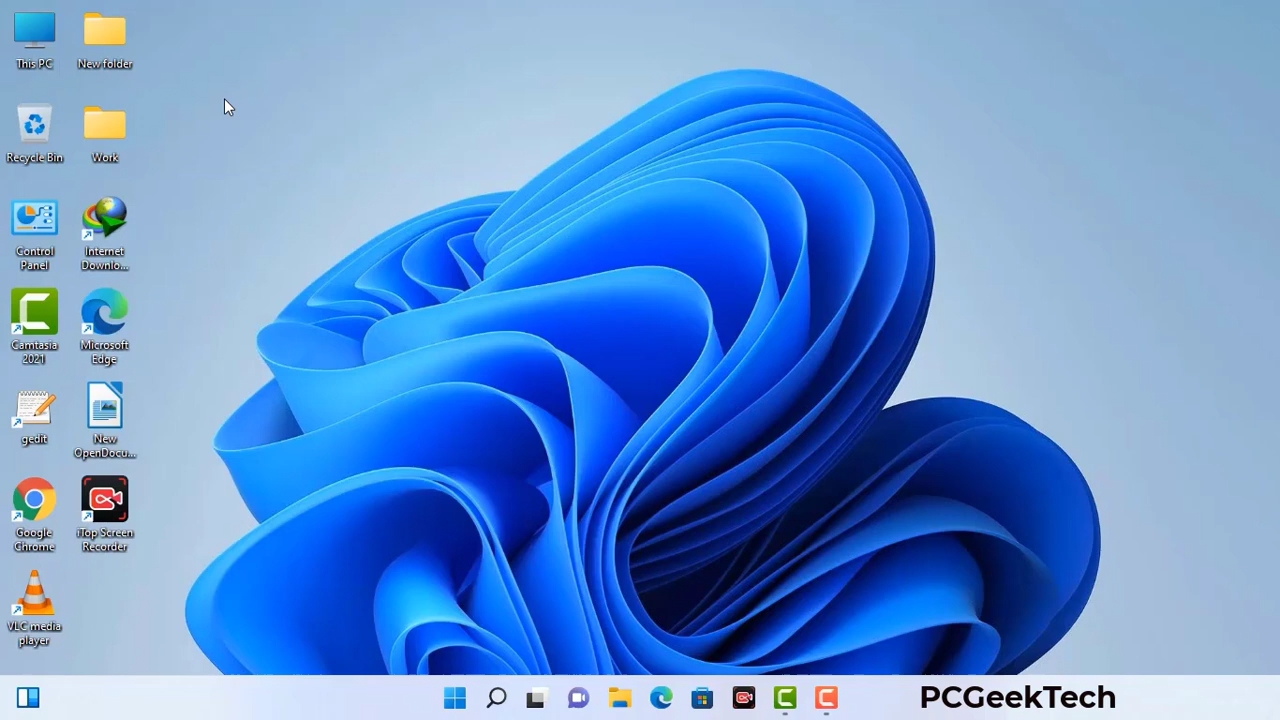 This PC
New folder
Recycle Bin
Work
Control
Panel
Internet
Downlo...
Camtasia
2021
Microsoft
Edge
gedit
New
OpenDocu...
Google
Chrome
iTop Screen
Recorder
VLC media
player
PCGeekTech